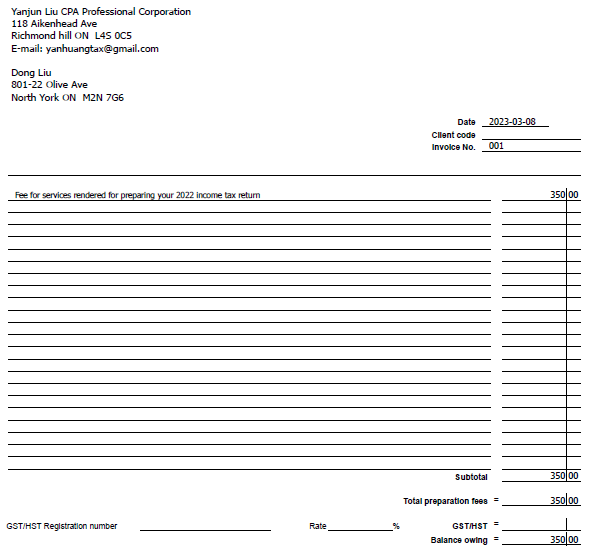 Yanjun Liu CPA Professional Corporation
118 Aikenhead Ave
Richmond hill ON  L4S 0C5
E-mail: yanhuangtax@gmail.com
Dong Liu
801-22 Olive Ave
North York ON  M2N 7G6
Date 2023-03-08
Client code
Invoice No. 001
Fee for services rendered for preparing your 2022 income tax return 350 00
Subtotal 350 00
Total preparation fees = 350 00
GST/HST Registration number Rate % GST/HST =
Balance owing = 350 00